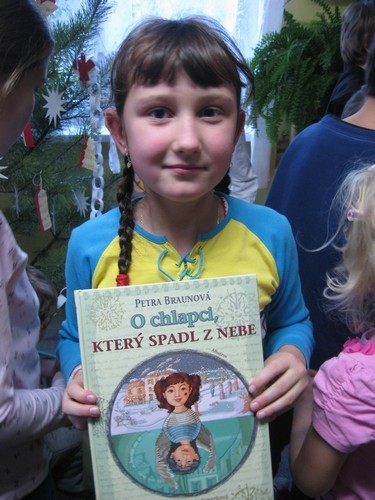 PETRA BRAUNOVÁ
O chlapci,
KTERÝ SPADL Z NEBE